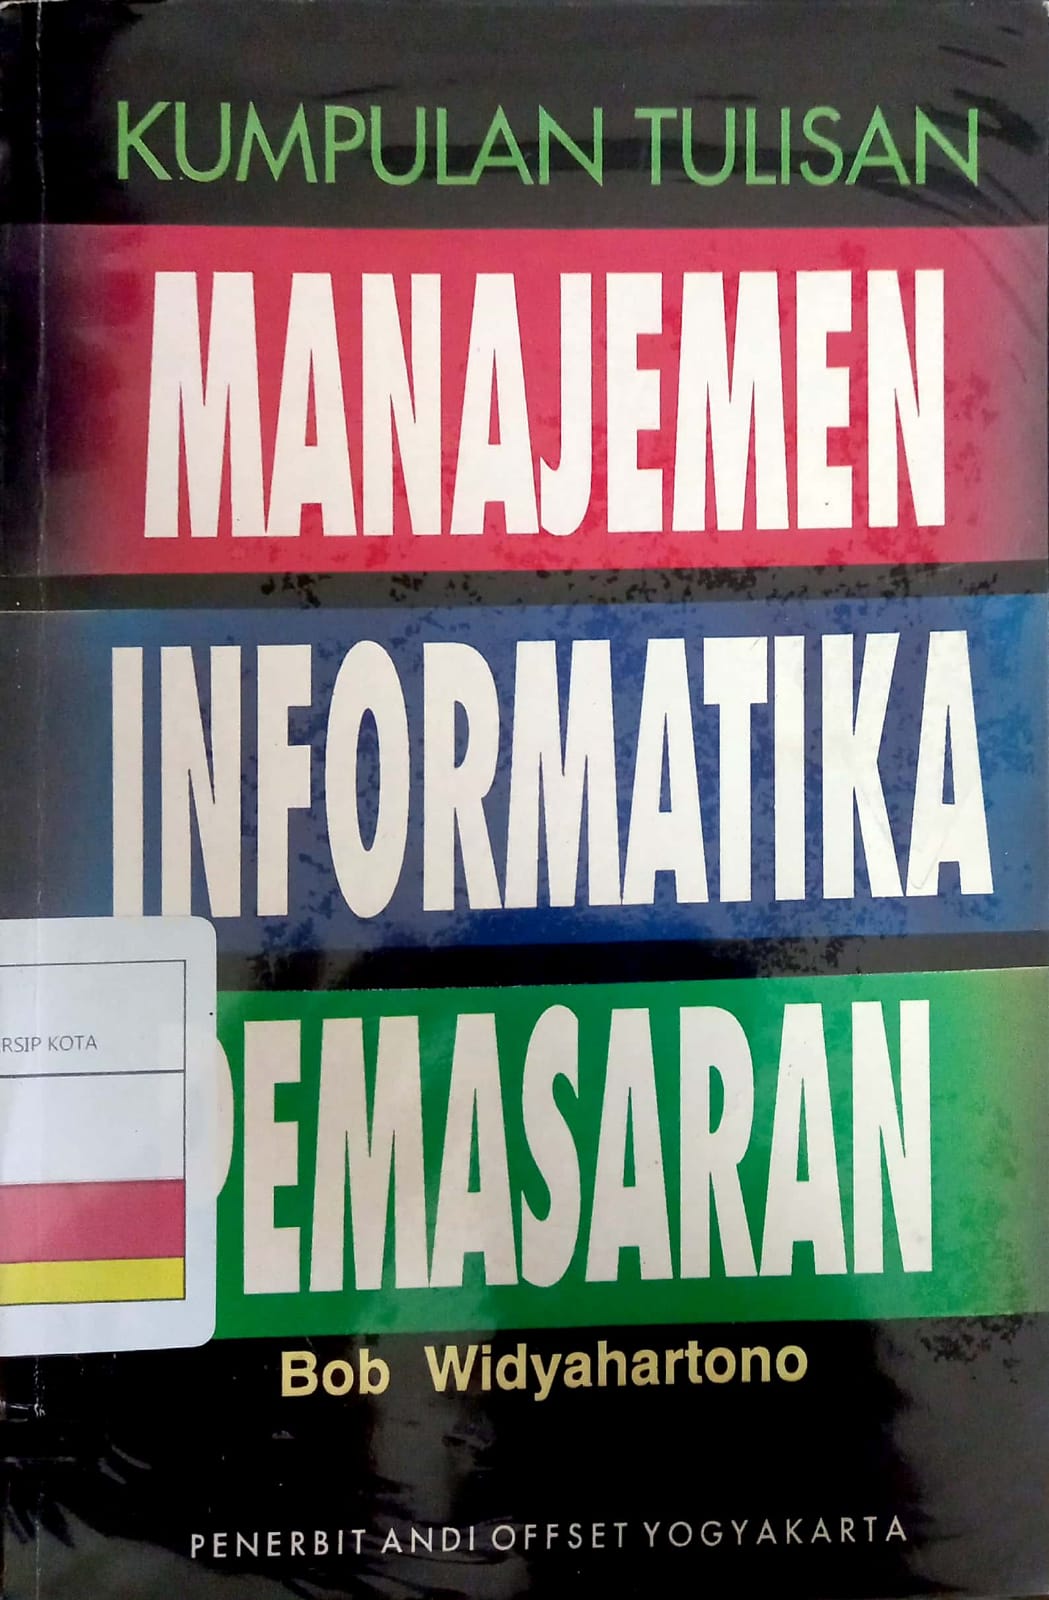 KUMPULAN TULISAN
MANAJEMEN
INFORMATIKA
RSIP KOTA
PEMASARAN
Bob Widyahartono
PENERBIT ANDI OFFSET YOGYAKARTA